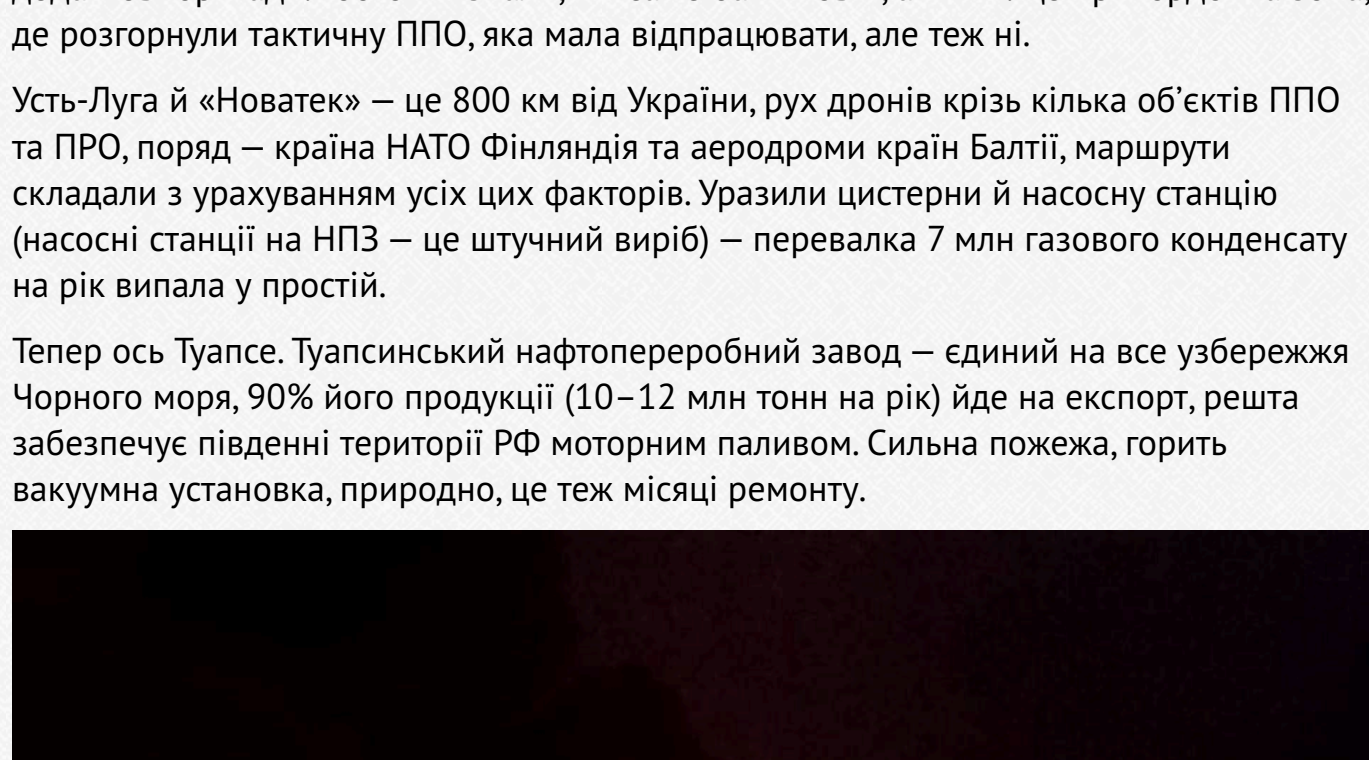 де розгорнули тактичну ППО, яка мала відпрацювати, але теж ні.
Усть-Луга й «Новатек» — це 800 км від України, рух дронів крізь кілька об’єктів ППО
та ПРО, поряд — країна НАТО Фінляндія та аеродроми країн Балтії, маршрути
складали з урахуванням усіх цих факторів. Уразили цистерни й насосну станцію
(насосні станції на НПЗ — це штучний виріб) — перевалка 7 млн газового конденсату
на рік випала у простій.
Тепер ось Туапсе. Туапсинський нафтопереробний завод — єдиний на все узбережжя
Чорного моря, 90% його продукції (10–12 млн тонн на рік) йде на експорт, решта
забезпечує південні території РФ моторним паливом. Сильна пожежа, горить
вакуумна установка, природно, це теж місяці ремонту.